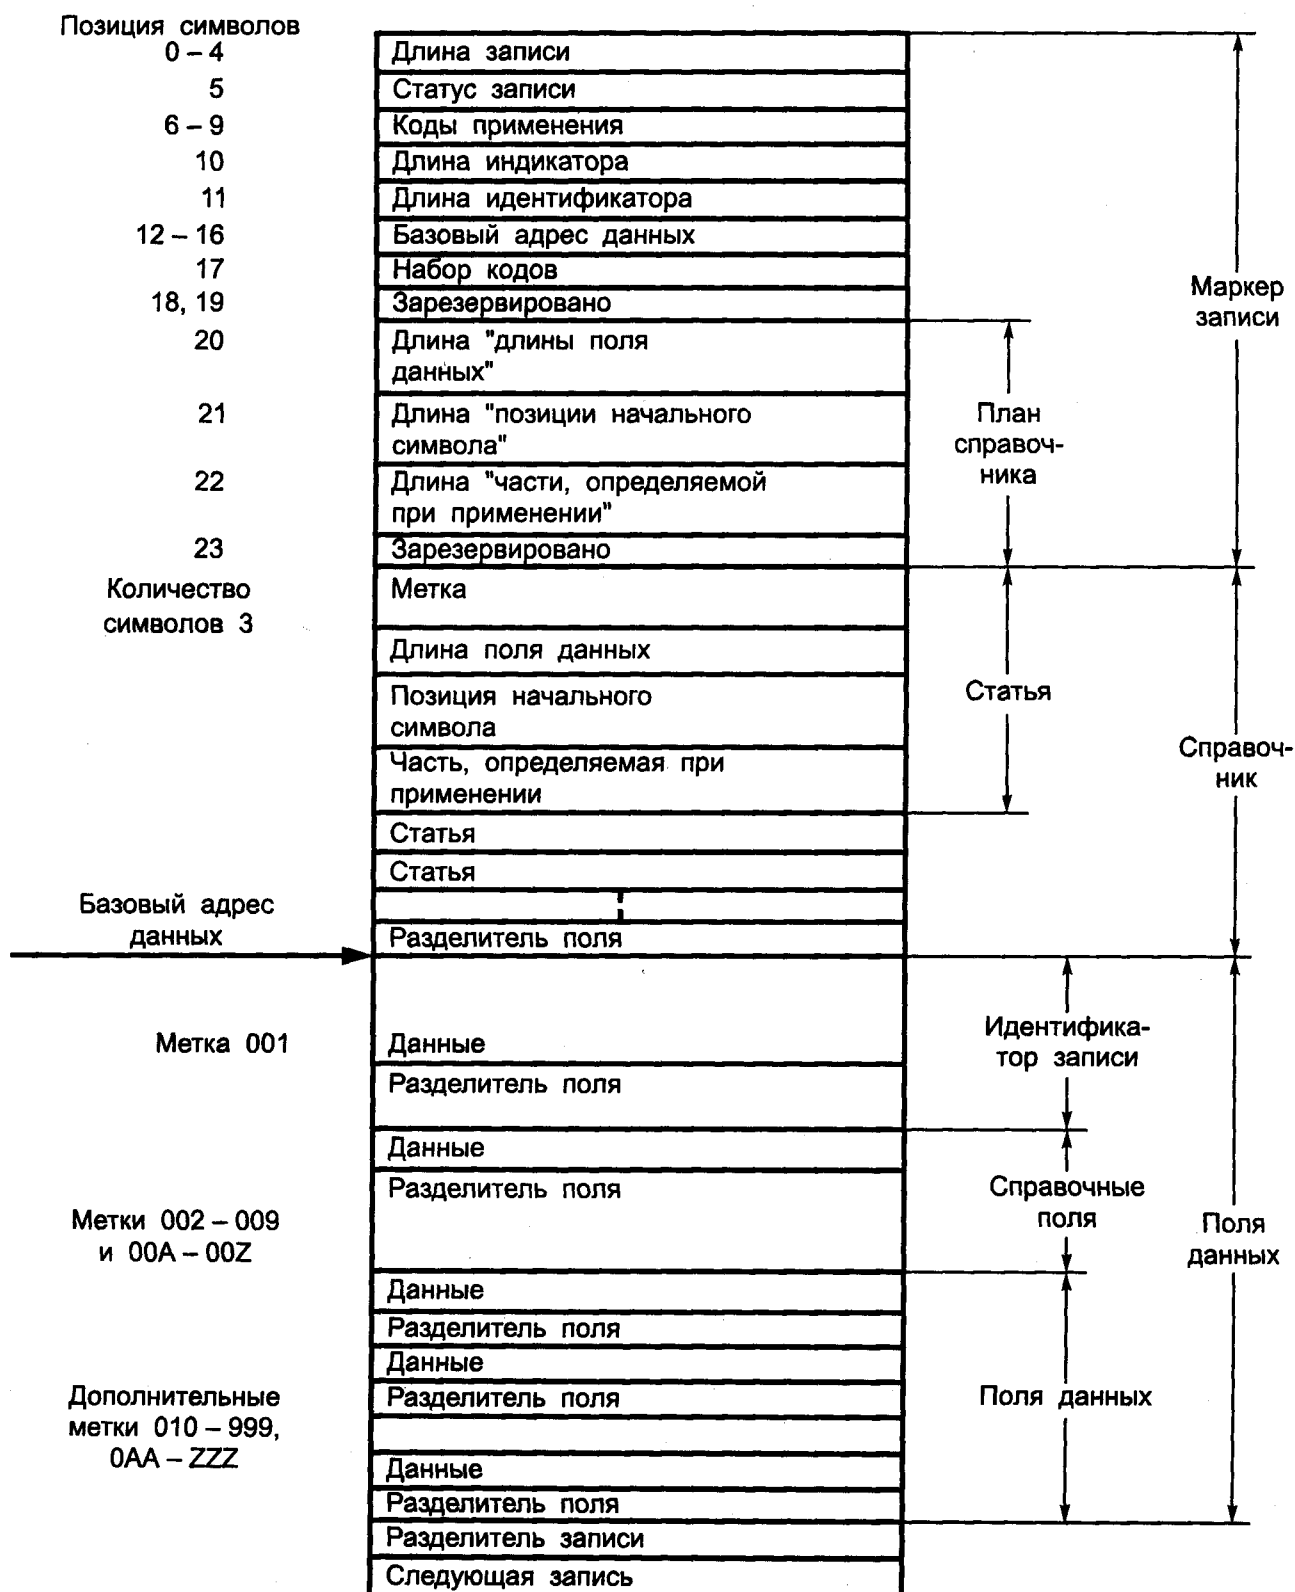 Позиция символов
0 – 4 Длина записи
5 Статус записи
6 – 9 Коды применения
10 Длина индикатора
11 Длина идентификатора
12 – 16 Базовый адрес данных
17 Набор кодов
18, 19 Зарезервировано
Маркер
записи
20 Длина "длины поля
данных"
21 Длина "позиции начального
символа"
План
справоч-
ника
22 Длина "части, определяемой
при применении"
23 Зарезервировано
Количество
символов 3
Метка
Длина поля данных
Позиция начального
символа
Статья
Часть, определяемая при
применении
Справоч-
ник
Статья
Статья
Базовый адрес
данных
Разделитель поля
Метка 001
Данные
Разделитель поля
Идентифика-
тор записи
Данные
Разделитель поля
Метки 002 – 009
и 00A – 00Z
Справочные
поля
Поля
данных
Данные
Разделитель поля
Данные
Разделитель поля
Дополнительные
метки 010 – 999,
0AA – ZZZ
Поля данных
Данные
Разделитель поля
Разделитель записи
Следующая запись